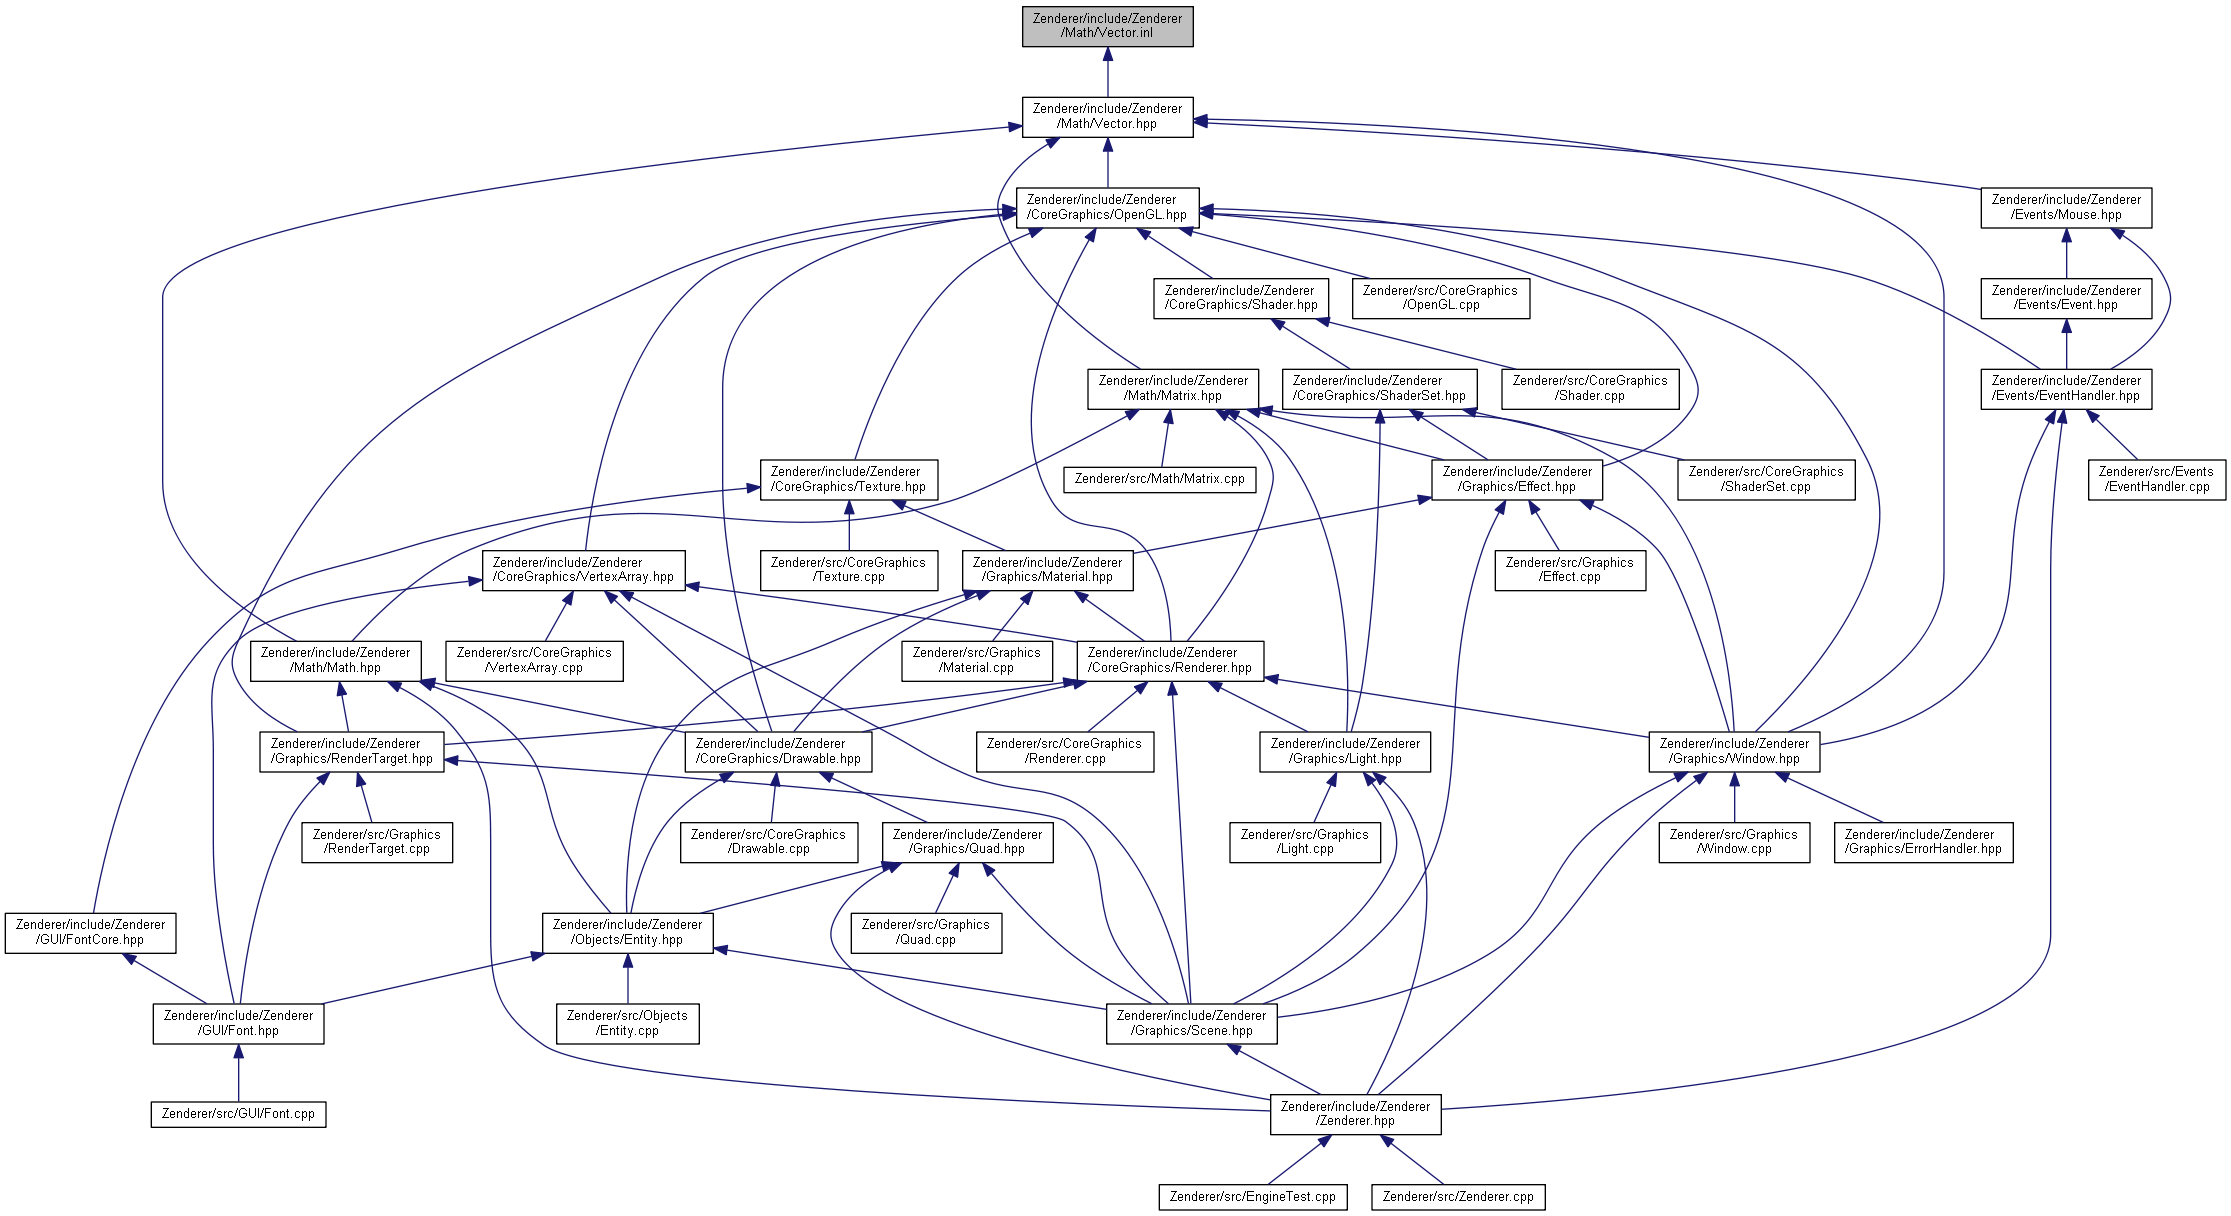 Zenderer/include/Zenderer
/Math/Vector.inl
Zenderer/include/Zenderer
/Math/Vector.hpp
Zenderer/include/Zenderer
/CoreGraphics/OpenGL.hpp
Zenderer/include/Zenderer
/Events/Mouse.hpp
Zenderer/include/Zenderer
/CoreGraphics/Shader.hpp
Zenderer/src/CoreGraphics
/OpenGL.cpp
Zenderer/include/Zenderer
/Events/Event.hpp
Zenderer/include/Zenderer
/Math/Matrix.hpp
Zenderer/include/Zenderer
/CoreGraphics/ShaderSet.hpp
Zenderer/src/CoreGraphics
/Shader.cpp
Zenderer/include/Zenderer
/Events/EventHandler.hpp
Zenderer/include/Zenderer
/CoreGraphics/Texture.hpp
Zenderer/src/Math/Matrix.cpp
Zenderer/include/Zenderer
/Graphics/Effect.hpp
Zenderer/src/CoreGraphics
/ShaderSet.cpp
Zenderer/src/Events
/EventHandler.cpp
Zenderer/include/Zenderer
/CoreGraphics/VertexArray.hpp
Zenderer/src/CoreGraphics
/Texture.cpp
Zenderer/include/Zenderer
/Graphics/Material.hpp
Zenderer/src/Graphics
/Effect.cpp
Zenderer/include/Zenderer
/Math/Math.hpp
Zenderer/src/CoreGraphics
/VertexArray.cpp
Zenderer/src/Graphics
/Material.cpp
Zenderer/include/Zenderer
/CoreGraphics/Renderer.hpp
Zenderer/include/Zenderer
/Graphics/RenderTarget.hpp
Zenderer/include/Zenderer
/CoreGraphics/Drawable.hpp
Zenderer/src/CoreGraphics
/Renderer.cpp
Zenderer/include/Zenderer
/Graphics/Light.hpp
Zenderer/include/Zenderer
/Graphics/Window.hpp
Zenderer/src/Graphics
/RenderTarget.cpp
Zenderer/src/CoreGraphics
/Drawable.cpp
Zenderer/include/Zenderer
/Graphics/Quad.hpp
Zenderer/src/Graphics
/Light.cpp
Zenderer/src/Graphics
/Window.cpp
Zenderer/include/Zenderer
/Graphics/ErrorHandler.hpp
Zenderer/include/Zenderer
/GUI/FontCore.hpp
Zenderer/include/Zenderer
/Objects/Entity.hpp
Zenderer/src/Graphics
/Quad.cpp
Zenderer/include/Zenderer
/GUI/Font.hpp
Zenderer/src/Objects
/Entity.cpp
Zenderer/include/Zenderer
/Graphics/Scene.hpp
Zenderer/src/GUI/Font.cpp
Zenderer/include/Zenderer
/Zenderer.hpp
Zenderer/src/EngineTest.cpp
Zenderer/src/Zenderer.cpp